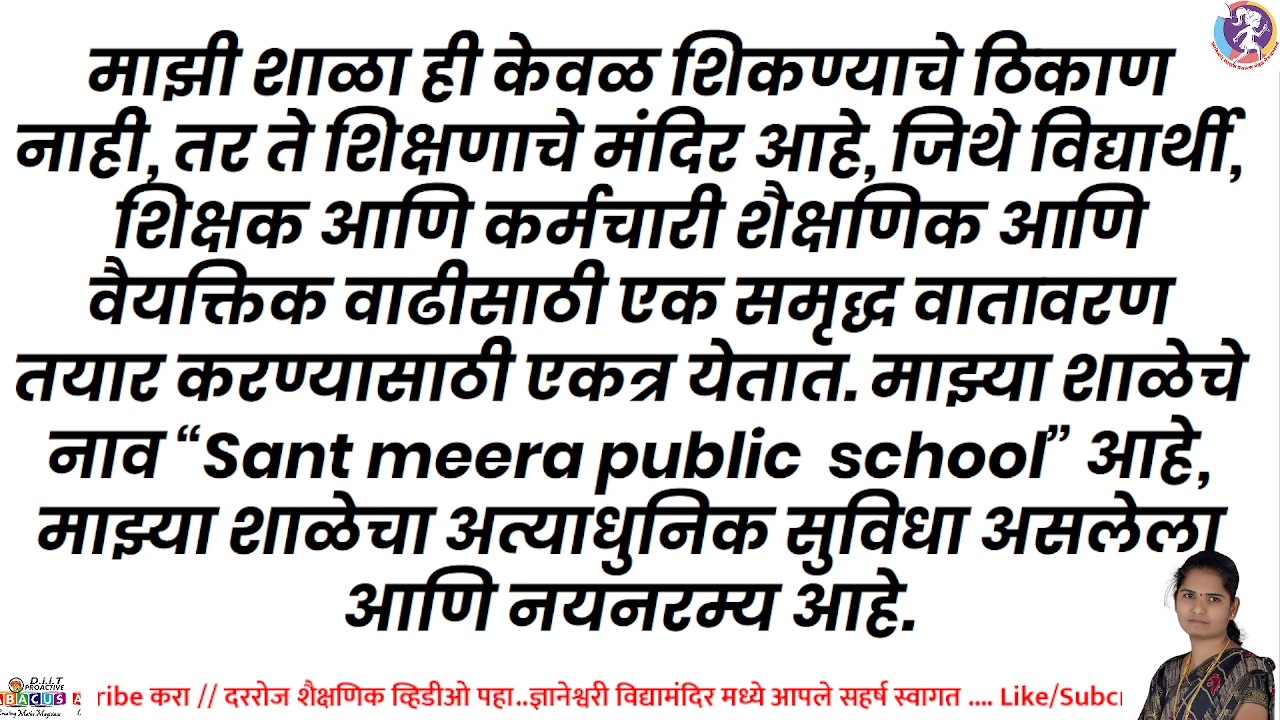 माझी शाळा ही केवळ शिकण्याचे ठिकाण
नाही, तर ते शिक्षणाचे मंदिर आहे, जिथे विद्यार्थी,
शिक्षक आणि कर्मचारी शैक्षणिक आणि
वैयक्तिक वाढीसाठी एक समृद्ध वातावरण
तयार करण्यासाठी एकत्र येतात. माझ्या शाळेचे
नाव “Sant meera public school” आहे,
माझ्या शाळेचा अत्याधुनिक सुविधा असलेला
आणि नयनरम्य आहे.
D.I.I.T
PROACTIVE
ABACUS
ribe करा // दररोज शैक्षणिक व्हिडीओ पहा..ज्ञानेश्वरी विद्यामंदिर मध्ये आपले सहर्ष स्वागत .... Like/Subc